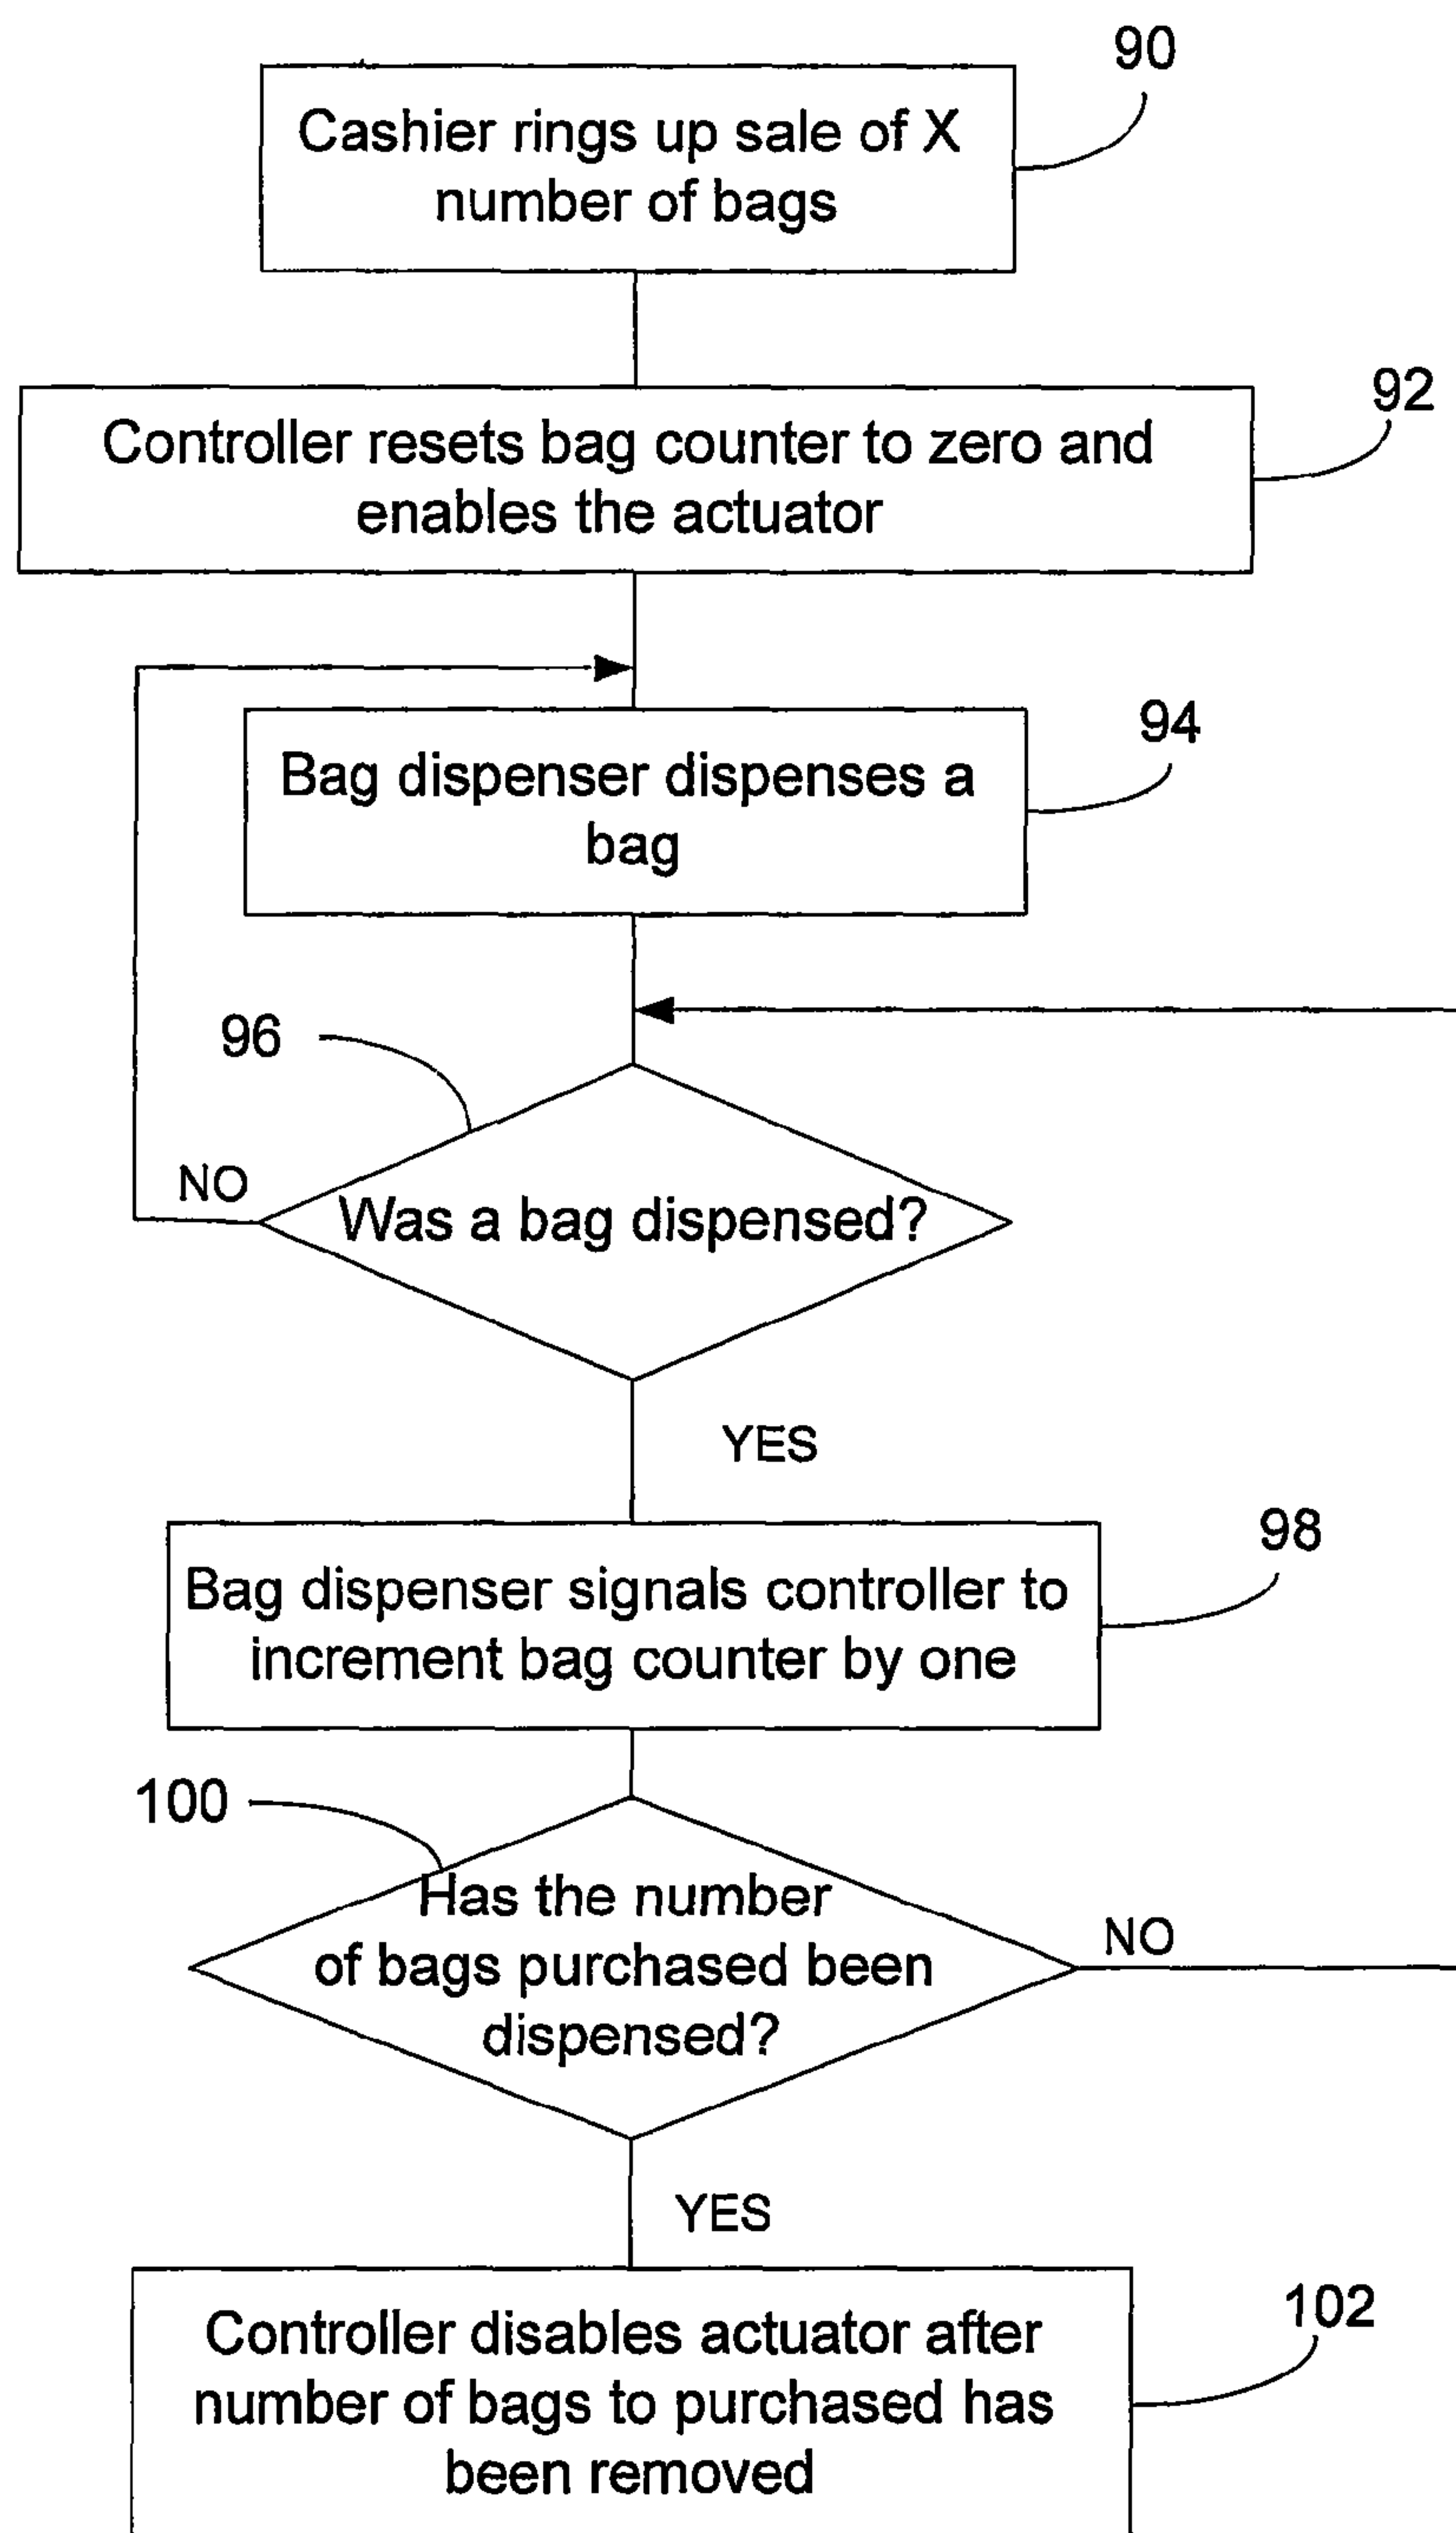 90
Cashier rings up sale of X
number of bags
92
Controller resets bag counter to zero and
enables the actuator
94
Bag dispenser dispenses a
bag
96
NO
Was a bag dispensed?
YES
98
Bag dispenser signals controller to
increment bag counter by one
100
Has the number
of bags purchased been
dispensed?
NO
YES
102
Controller disables actuator after
number of bags to purchased has
been removed